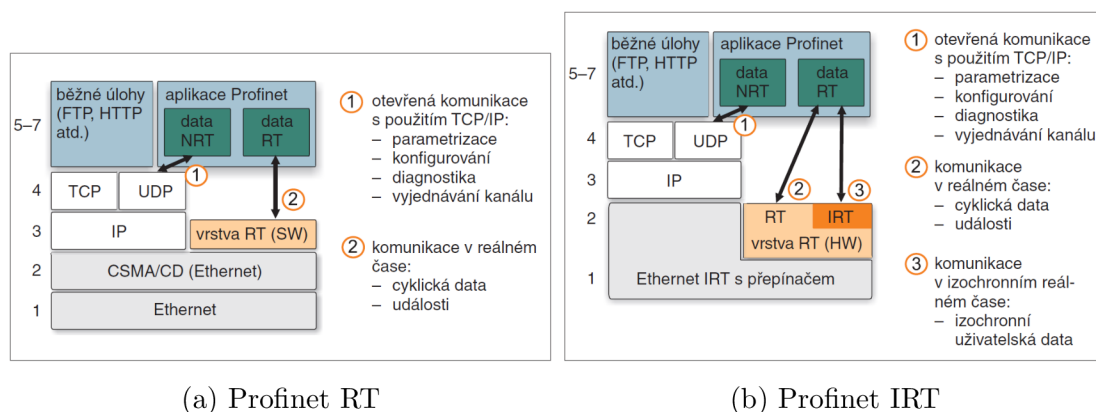 běžné úlohy
(FTP, HTTP
atd.)
aplikace Profinet
data
NRT
data
RT
5–7
4
3
2
1
1
2
TCP
UDP
IP
vrstva RT (SW)
CSMA/CD (Ethernet)
Ethernet
1 otevřená komunikace
s použitím TCP/IP:
– parametrizace
– konfigurování
– diagnostika
– vyjednávání kanálu
2 komunikace v reálném
čase:
– cyklická data
– události
(a) Profinet RT
běžné úlohy
(FTP, HTTP
atd.)
aplikace Profinet
data
NRT
data
RT
5–7
4
3
2
1
1
2
3
TCP
UDP
IP
RT
IRT
vrstva RT (HW)
Ethernet IRT s přepínačem
1 otevřená komunikace
s použitím TCP/IP:
– parametrizace
– konfigurování
– diagnostika
– vyjednávání kanálu
2 komunikace
v reálném čase:
– cyklická data
– události
3 komunikace
v izochronním reál-
ném čase:
– izochronní
uživatelská data
(b) Profinet IRT